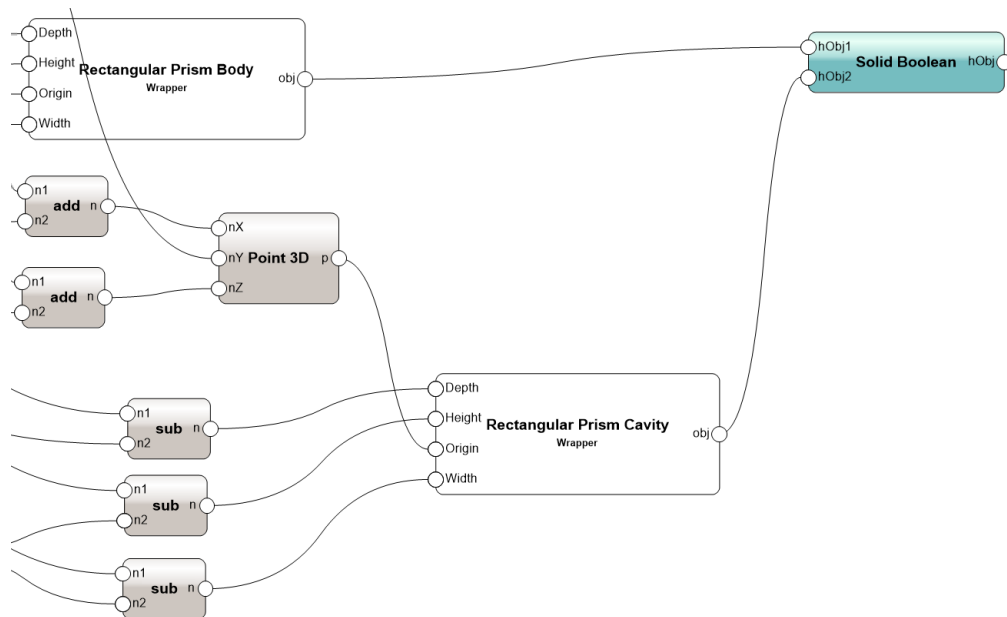 Depth
Height
Origin
Width
Rectangular Prism Body
Wrapper
obj
hObj1
hObj2
Solid Boolean
hObj
n1
n2
add
n
n1
n2
add
n
nX
nY
nZ
Point 3D
p
Depth
Height
Origin
Width
Rectangular Prism Cavity
Wrapper
obj
n1
n2
sub
n
n1
n2
sub
n
n1
n2
sub
n